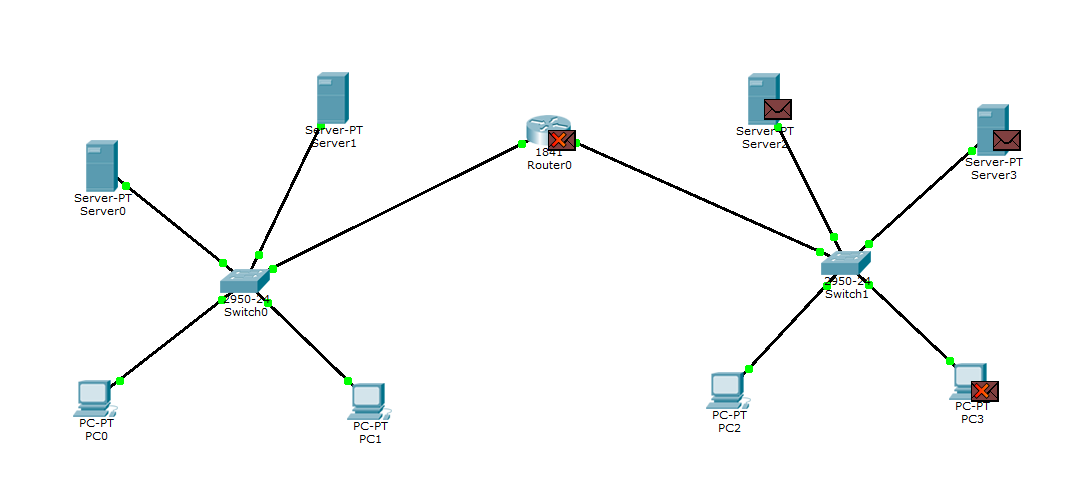 Server-PT
Server1
Server-PT
Server0
1841
Router0
Server-PT
Server2
Server-PT
Server3
2950-24
Switch0
2950-24
Switch1
PC-PT
PC0
PC-PT
PC1
PC-PT
PC2
PC-PT
PC3